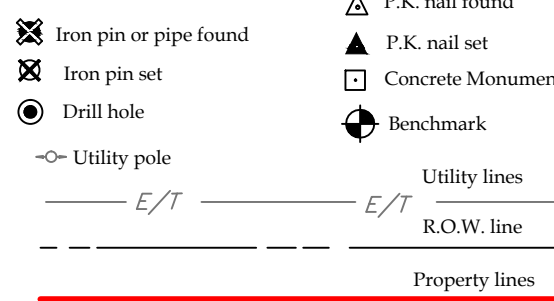 P.K. nail found
Iron pin or pipe found
P.K. nail set
Iron pin set
Concrete Monumen
Drill hole
Benchmark
Utility pole
Utility lines
E/T E/T
R.O.W. line
Property lines